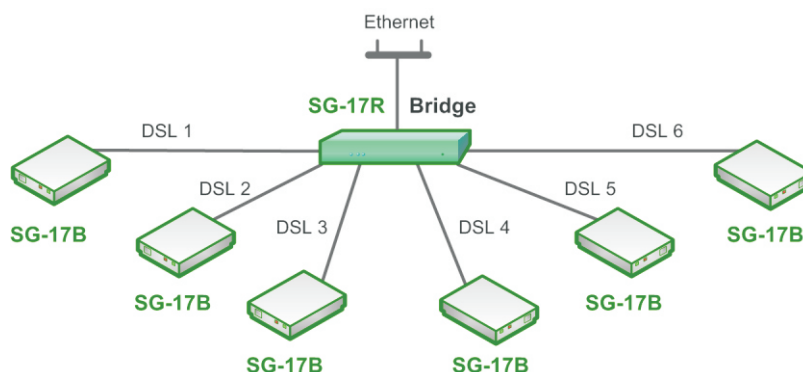 Ethernet
SG-17R Bridge
DSL 1
DSL 6
DSL 2
DSL 5
DSL 3
DSL 4
SG-17B
SG-17B
SG-17B
SG-17B
SG-17B
SG-17B